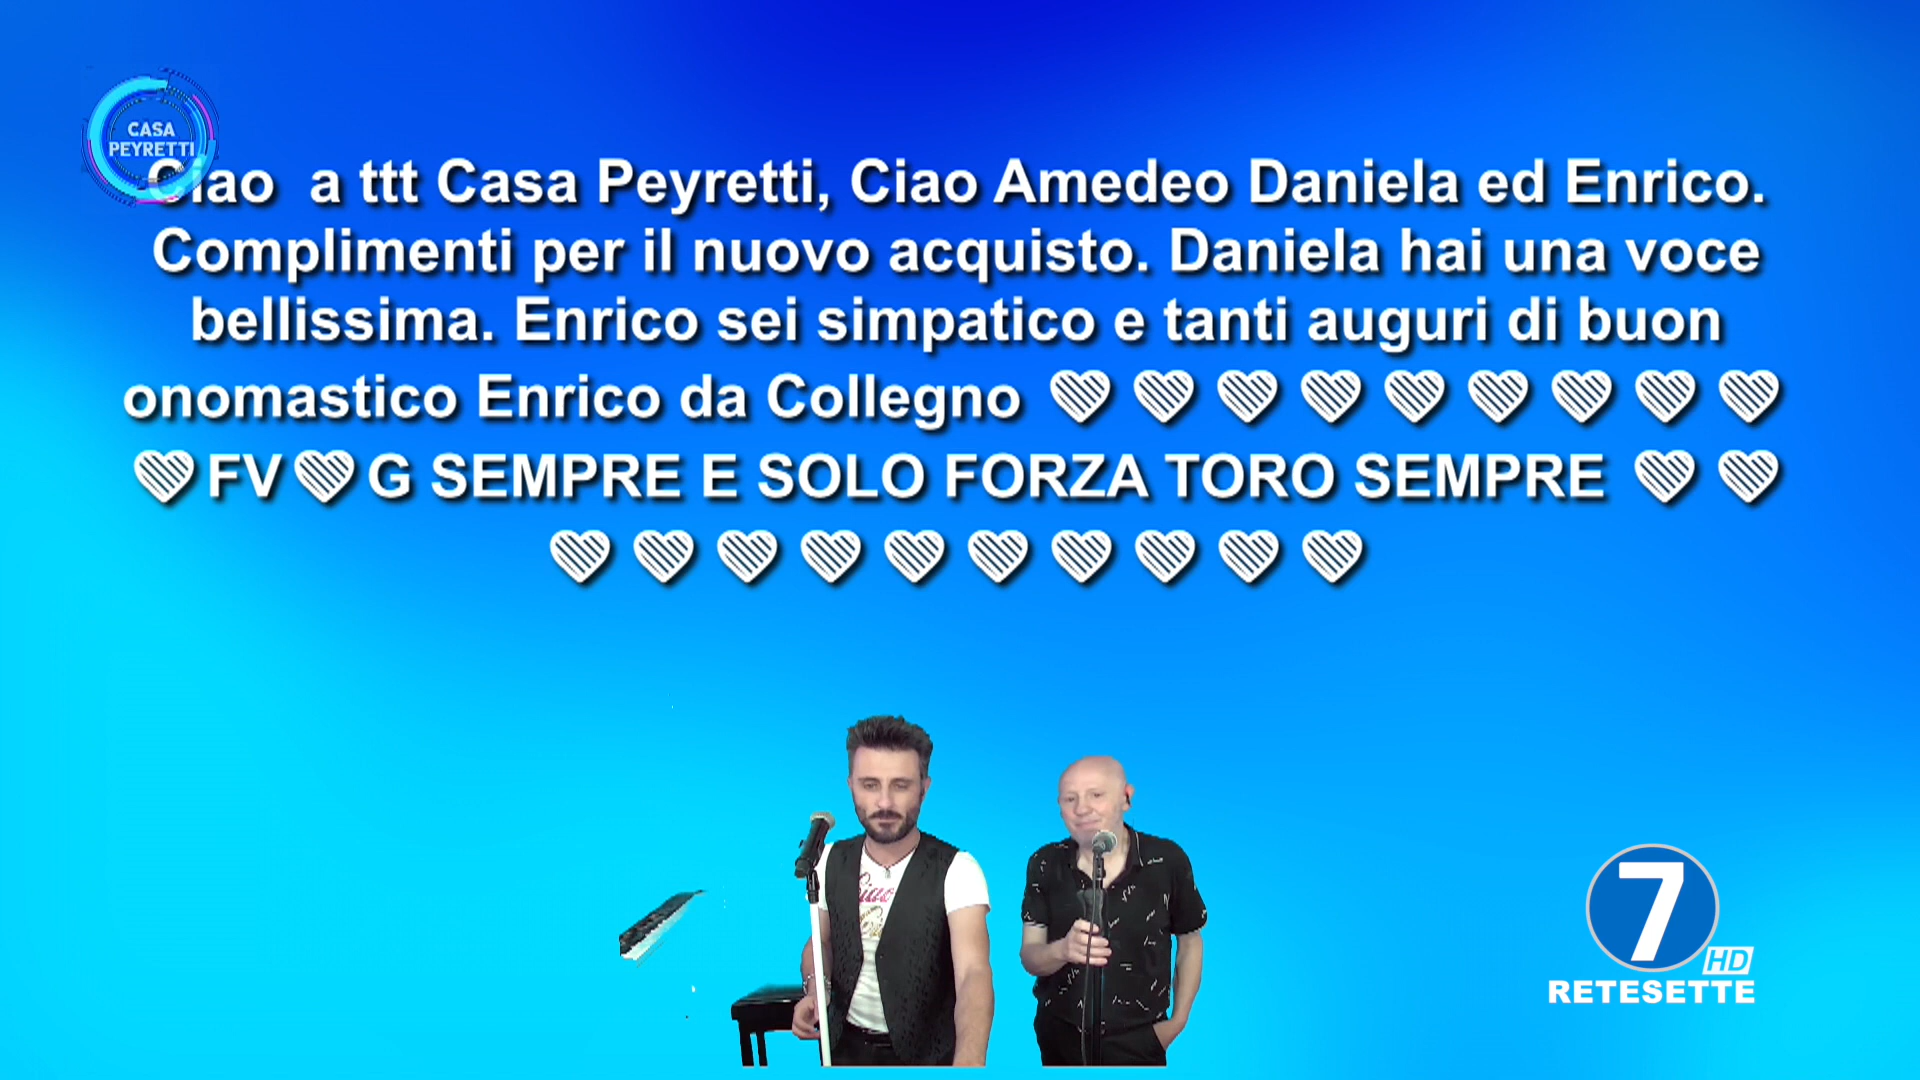 CASA
PEYRETTI
Ciao a ttt Casa Peyretti, Ciao Amedeo Daniela ed Enrico.
Complimenti per il nuovo acquisto. Daniela hai una voce
bellissima. Enrico sei simpatico e tanti auguri di buon
onomastico Enrico da Collegno 💙 💙 💙 💙 💙 💙 💙 💙 💙
💙 FV 💙 G SEMPRE E SOLO FORZA TORO SEMPRE 💙 💙
💙 💙 💙 💙 💙 💙 💙 💙 💙 💙
Ciao
7
HD
RETESETTE